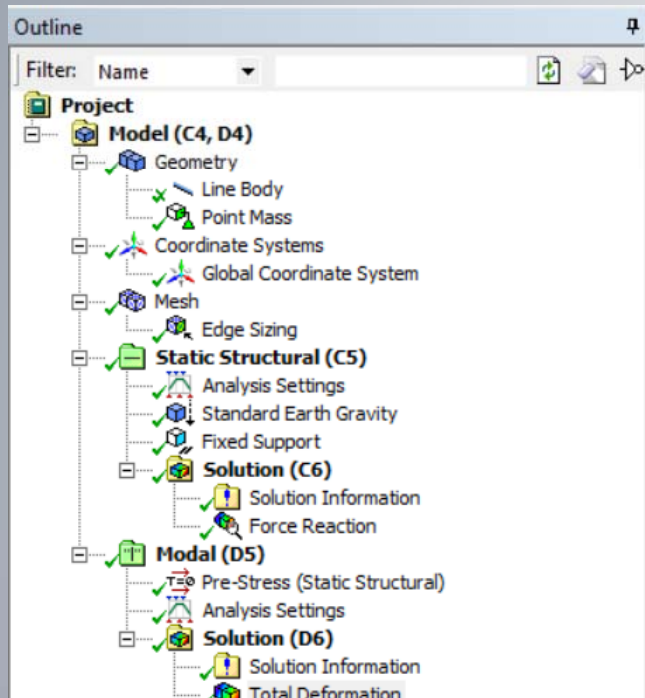 Outline
Filter: Name
Project
Model (C4, D4)
Geometry
Line Body
Point Mass
Coordinate Systems
Global Coordinate System
Mesh
Edge Sizing
Static Structural (C5)
Analysis Settings
Standard Earth Gravity
Fixed Support
Solution (C6)
Solution Information
Force Reaction
Modal (D5)
T=0 Pre-Stress (Static Structural)
Analysis Settings
Solution (D6)
Solution Information
Total Deformation